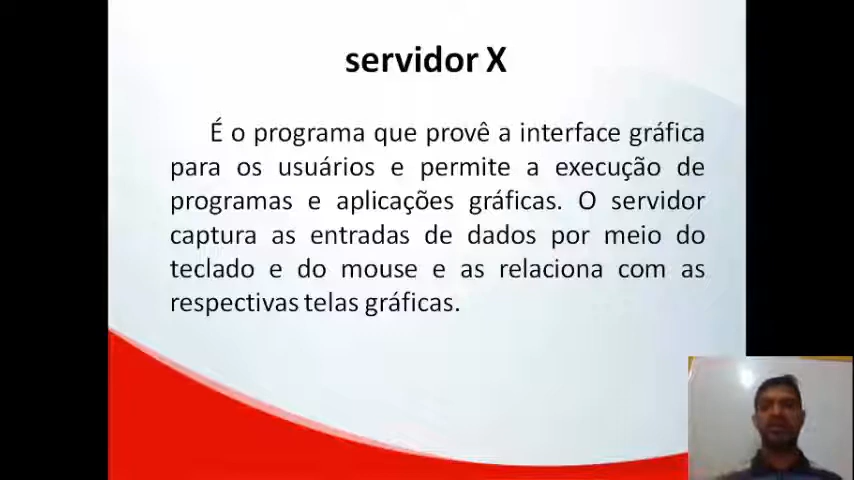 servidor X
É o programa que provê a interface gráfica
para os usuários e permite a execução de
programas e aplicações gráficas. O servidor
captura as entradas de dados por meio do
teclado e do mouse e as relaciona com as
respectivas telas gráficas.